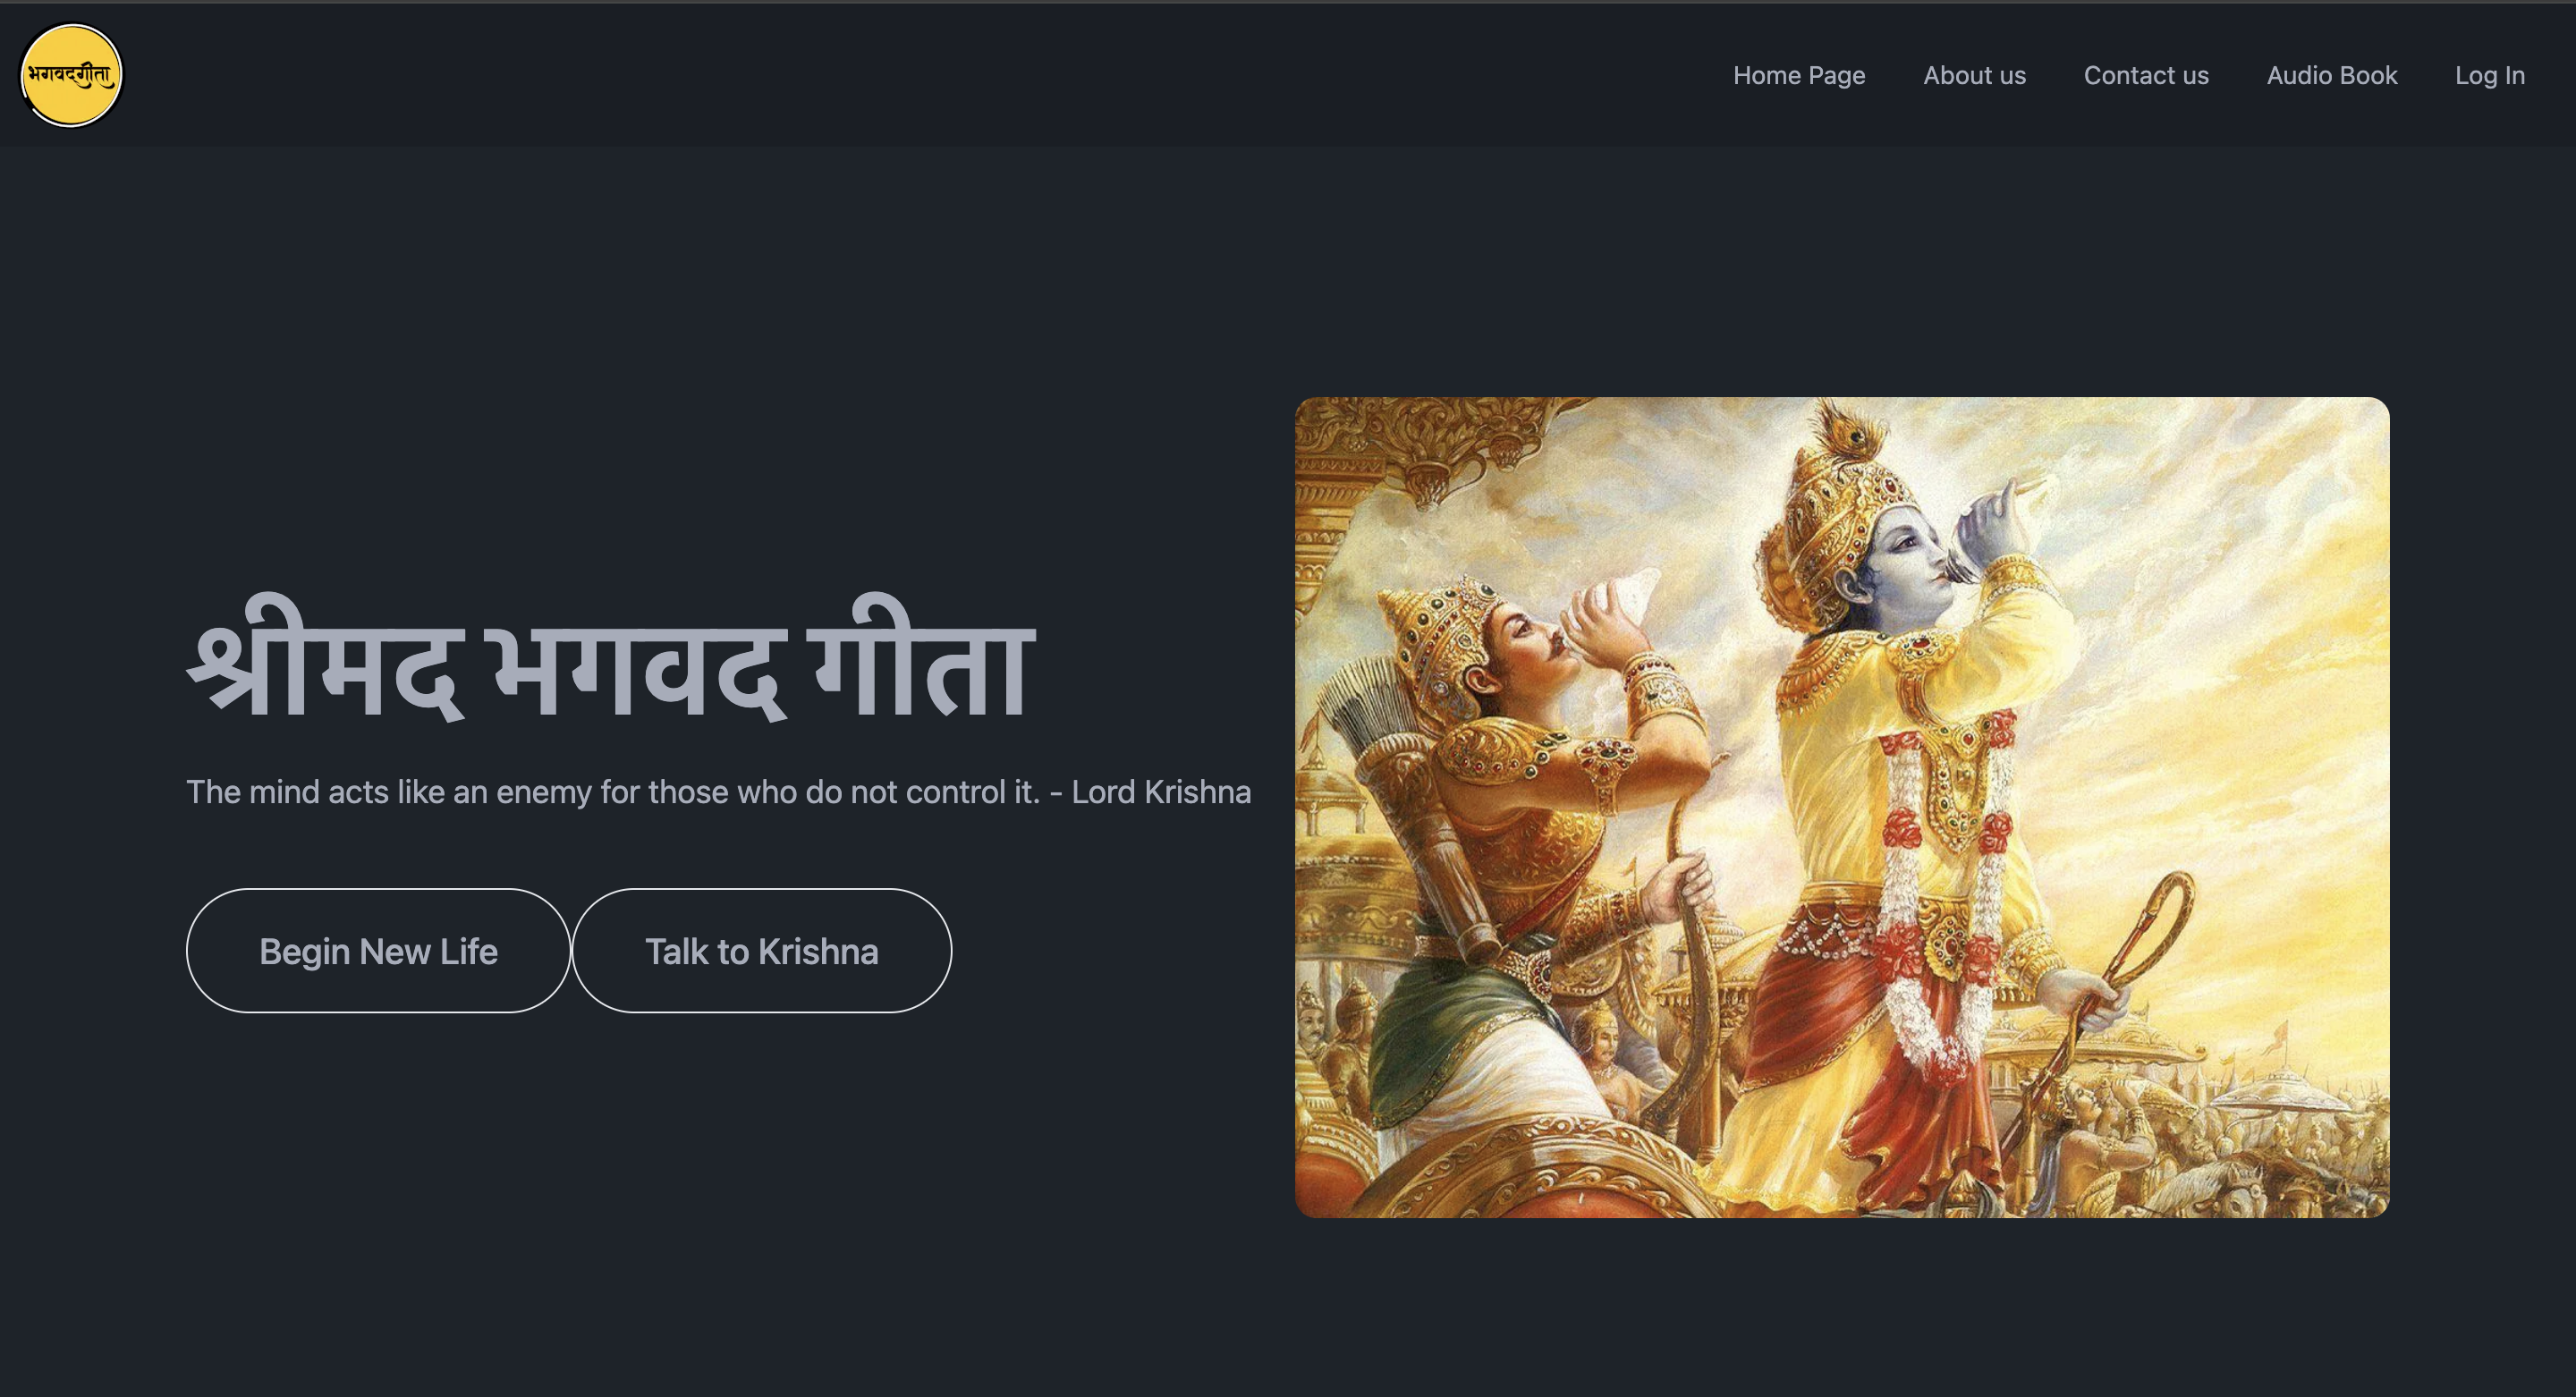 भगवदगीता
Home Page About us Contact us Audio Book Log In
श्रीमद भगवद गीता
The mind acts like an enemy for those who do not control it. - Lord Krishna
Begin New Life Talk to Krishna